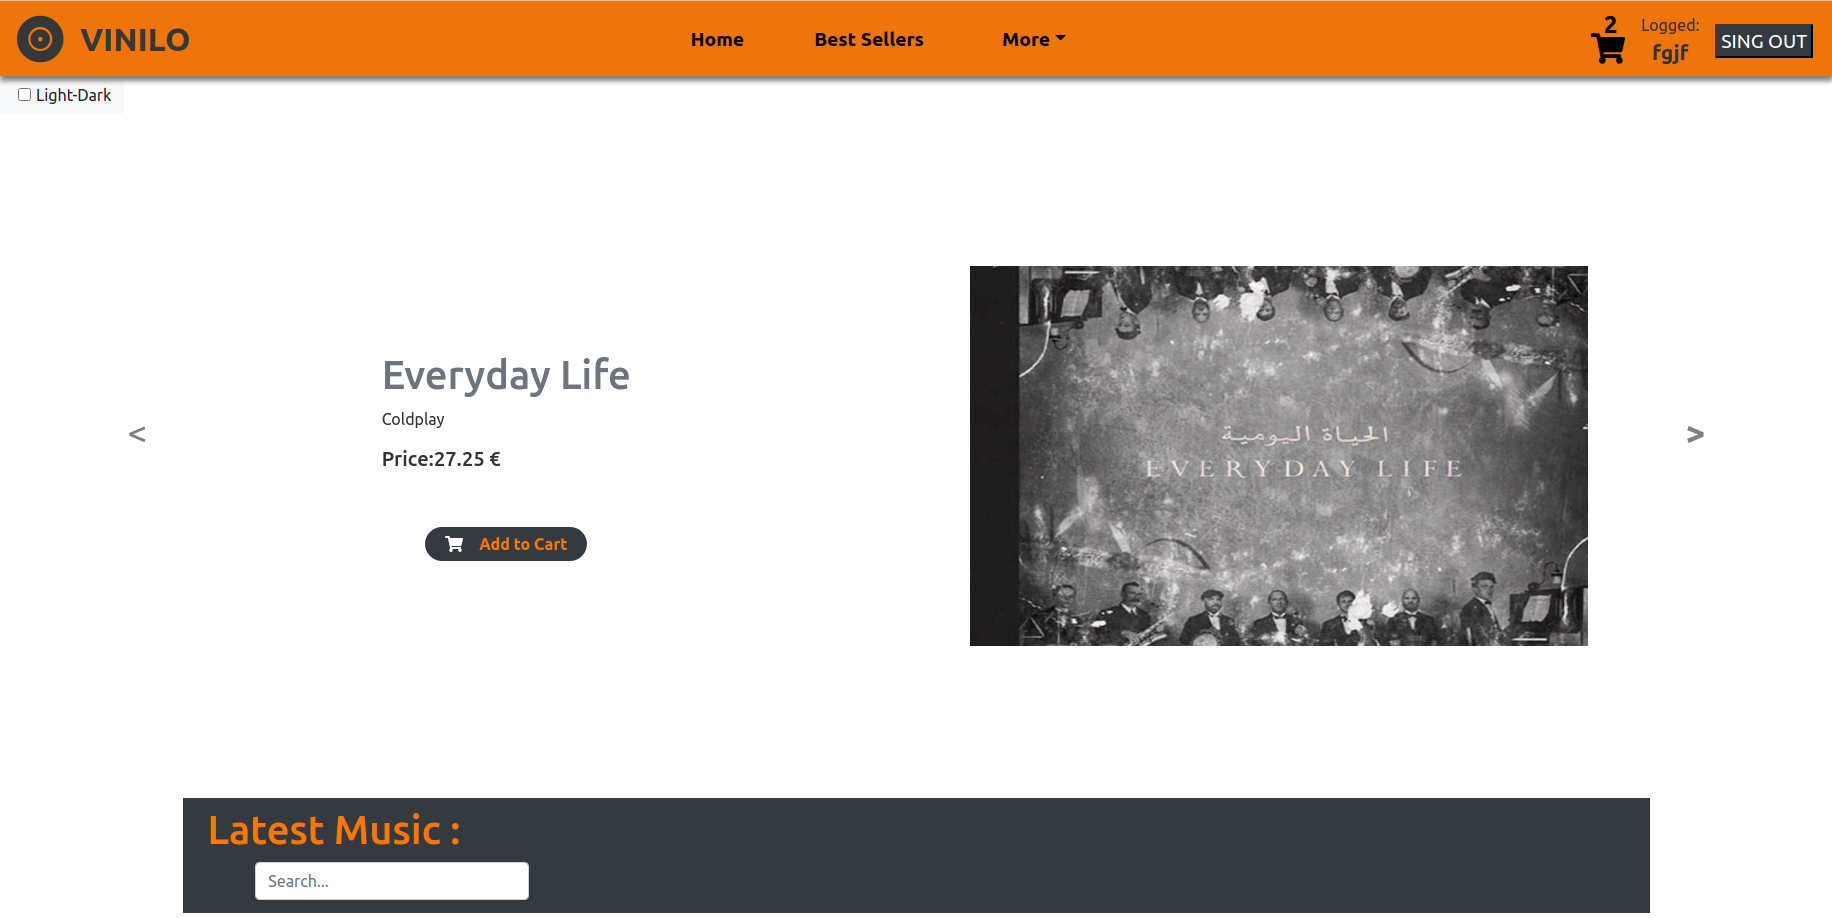 VINILO
Home
Best Sellers
More
2
Logged:
fgjf
SING OUT
Light-Dark
Everyday Life
Coldplay
Price:27.25 €
Add to Cart
<
الحياة اليومية
EVERYDAY LIFE
>
Latest Music :
Search...